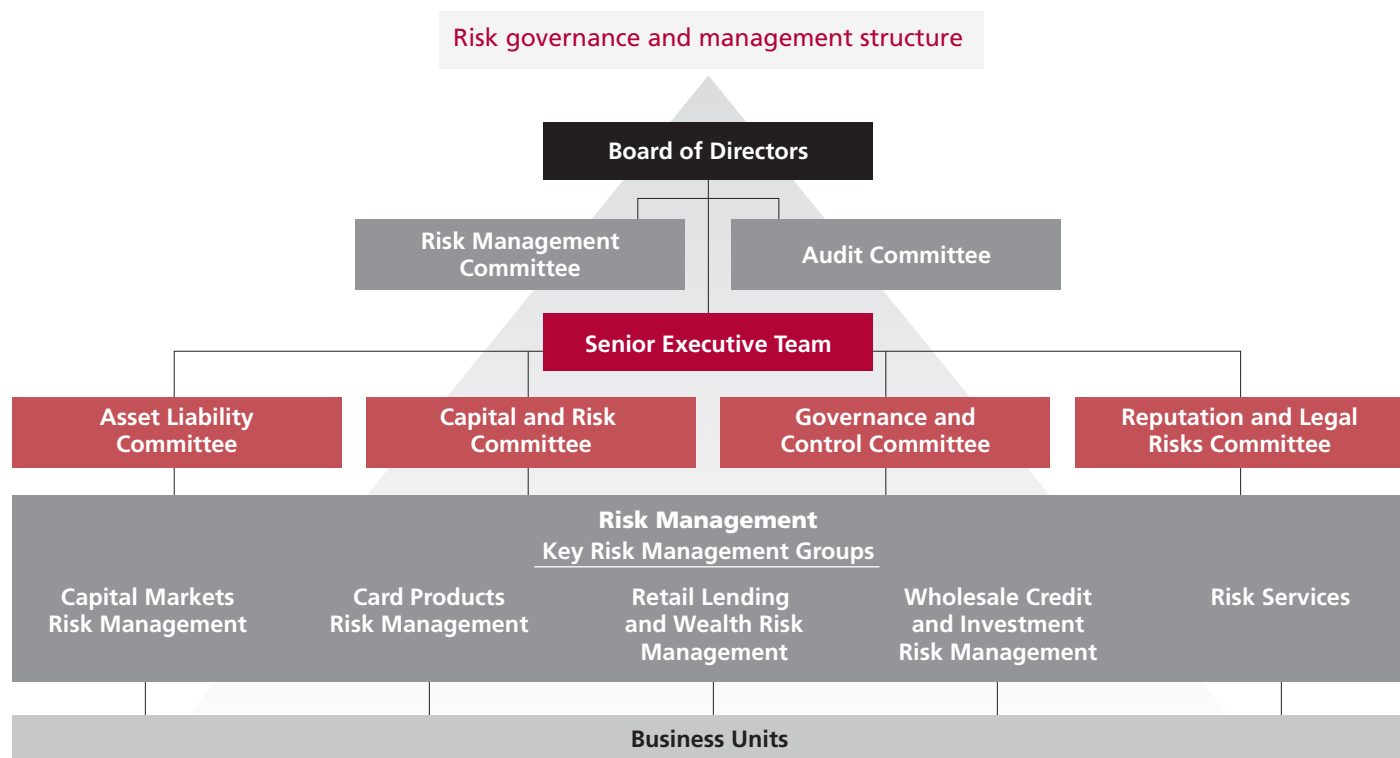 Risk governance and management structure
Board of Directors
Risk Management
Committee
Audit Committee
Senior Executive Team
Asset Liability
Committee
Capital and Risk
Committee
Governance and
Control Committee
Reputation and Legal
Risks Committee
Risk Management
Key Risk Management Groups
Capital Markets
Risk Management
Card Products
Risk Management
Retail Lending
and Wealth Risk
Management
Wholesale Credit
and Investment
Risk Management
Risk Services
Business Units